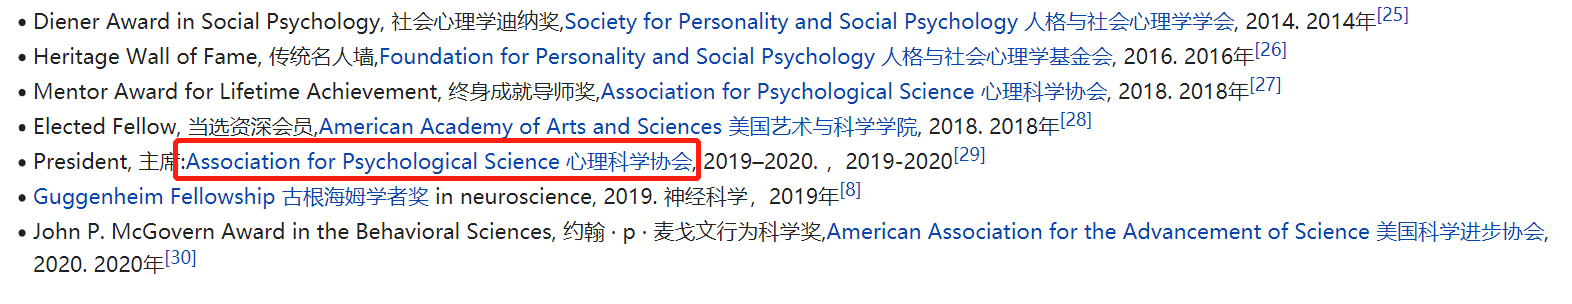 • Diener Award in Social Psychology, 社会心理学迪纳奖,Society for Personality and Social Psychology 人格与社会心理学学会, 2014. 2014年[25]
• Heritage Wall of Fame, 传统名人墙,Foundation for Personality and Social Psychology 人格与社会心理学基金会, 2016. 2016年[26]
• Mentor Award for Lifetime Achievement, 终身成就导师奖,Association for Psychological Science 心理科学协会, 2018. 2018年[27]
• Elected Fellow, 当选资深会员,American Academy of Arts and Sciences 美国艺术与科学学院, 2018. 2018年[28]
• President, 主席:Association for Psychological Science 心理科学协会, 2019–2020. ，2019-2020[29]
• Guggenheim Fellowship 古根海姆学者奖 in neuroscience, 2019. 神经科学，2019年[8]
• John P. McGovern Award in the Behavioral Sciences, 约翰 · p · 麦戈文行为科学奖,American Association for the Advancement of Science 美国科学进步协会,
2020. 2020年[30]